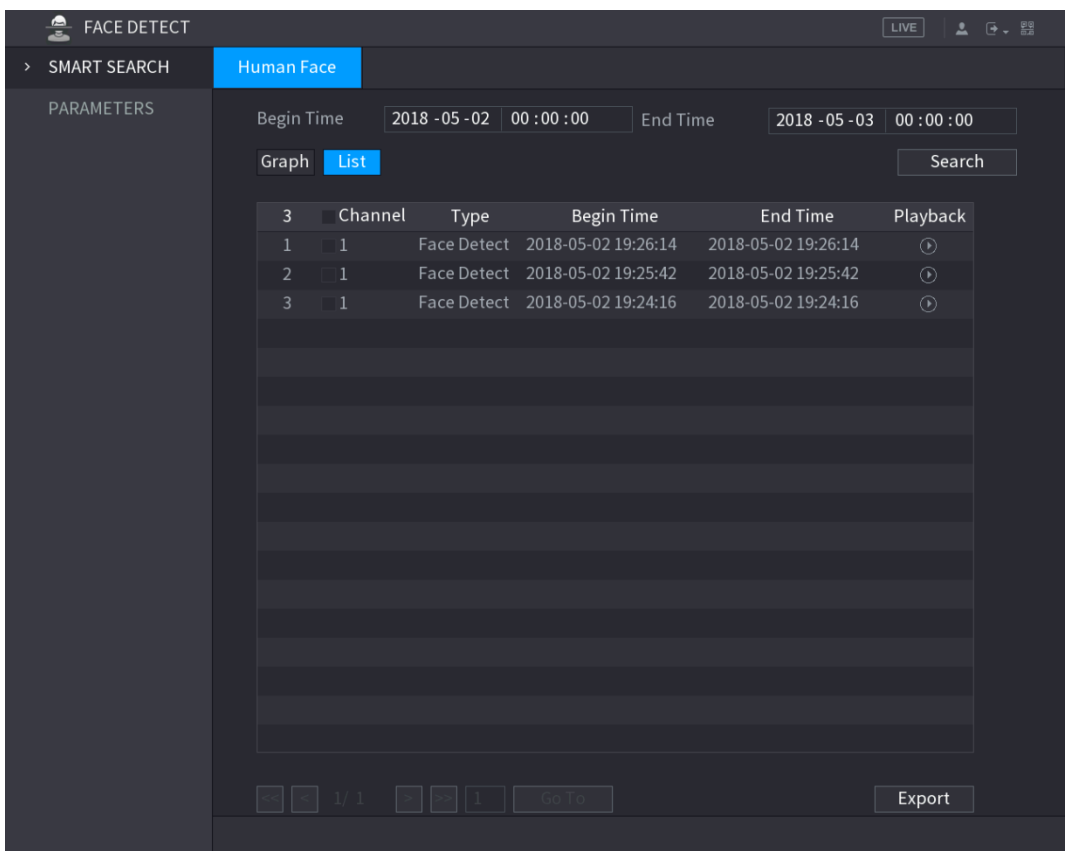 FACE DETECT LIVE
> SMART SEARCH Human Face
PARAMETERS
Begin Time 2018 -05 -02 00 :00 :00 End Time 2018 -05 -03 00 :00 :00
Graph List Search
3 Channel Type Begin Time End Time Playback
1 1 Face Detect 2018-05-02 19:26:14 2018-05-02 19:26:14
2 1 Face Detect 2018-05-02 19:25:42 2018-05-02 19:25:42
3 1 Face Detect 2018-05-02 19:24:16 2018-05-02 19:24:16
<< < 1/ 1 > >> 1 Go To Export